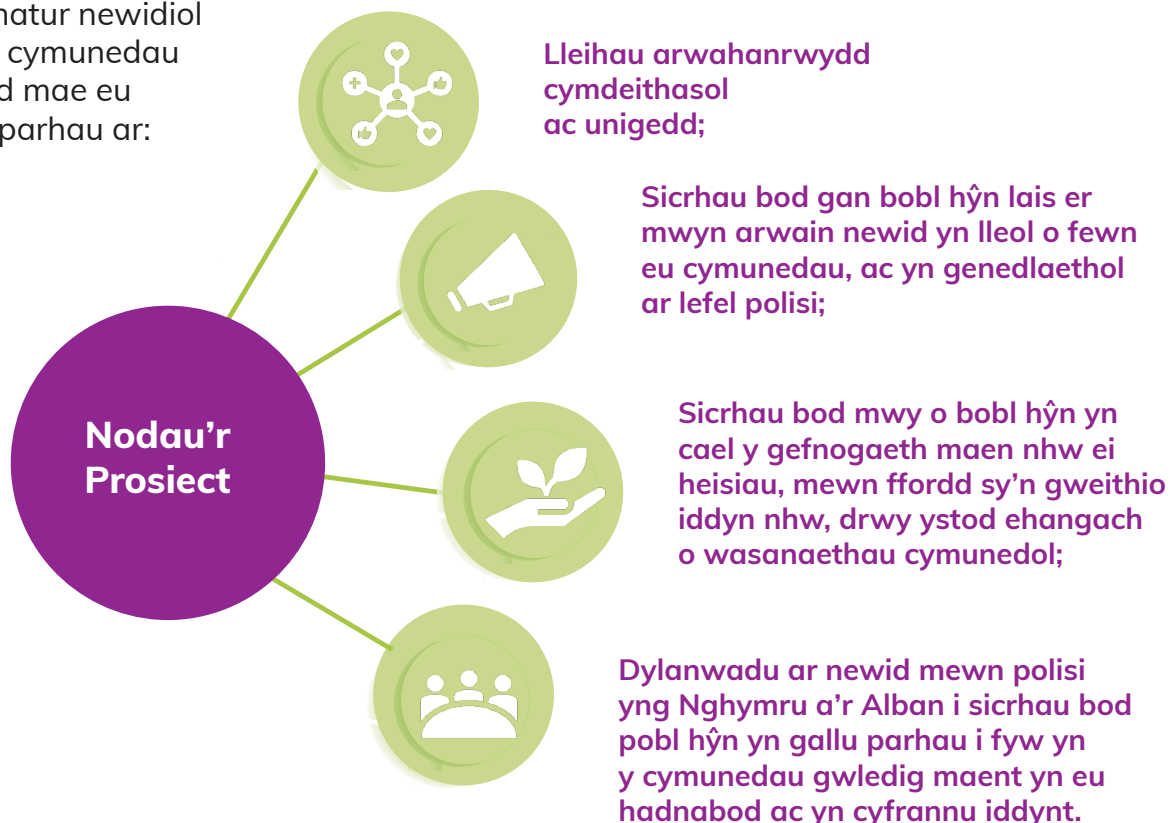 natur newidiol
cymunedau
d mae eu
parhau ar:
Lleihau arwahanrwydd
cymdeithasol
ac unigedd;
Sicrhau bod gan bobl hŷn lais er
mwyn arwain newid yn lleol o fewn
eu cymunedau, ac yn genedlaethol
ar lefel polisi;
Nodau'r
Prosiect
Sicrhau bod mwy o bobl hŷn yn
cael y gefnogaeth maen nhw ei
heisiau, mewn ffordd sy'n gweithio
iddyn nhw, drwy ystod ehangach
o wasanaethau cymunedol;
Dylanwadu ar newid mewn polisi
yng Nghymru a'r Alban i sicrhau bod
pobl hŷn yn gallu parhau i fyw yn
y cymunedau gwledig maent yn eu
hadnabod ac yn cyfrannu iddynt.